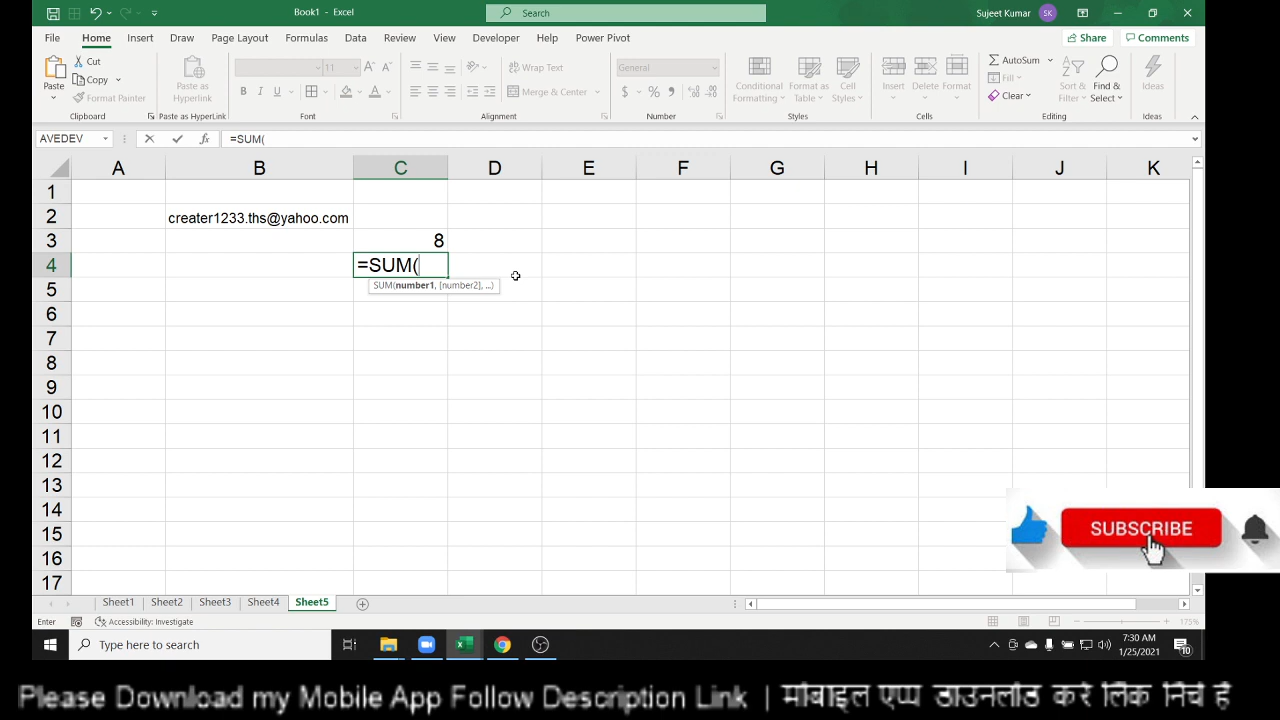 Book1 - Excel
Search
Sujeet Kumar
SK
File Home Insert Draw Page Layout Formulas Data Review View Developer Help Power Pivot
Share
Comments
Paste
Cut
Copy
Format Painter
Clipboard
Paste as
Hyperlink
Paste as HyperLink
11
B I U
Font
Wrap Text
Merge & Center
Alignment
General
$ % 9
Number
Conditional
Formatting
Format as
Table
Cell
Styles
Styles
Insert Delete Format
Cells
AutoSum
Fill
Clear
Sort &
Filter
Find &
Select
Editing
Ideas
Ideas
AVEDEV
fx
=SUM(
A B C D E F G H I J K
1
2 creater1233.ths@yahoo.com
3 8
4 =SUM(
5 SUM(number1, [number2], ...)
6
7
8
9
10
11
12
13
14
15
16
17
SUBSCRIBE
Sheet1 Sheet2 Sheet3 Sheet4 Sheet5
Enter
Accessibility: Investigate
175%
Type here to search
7:30 AM
1/25/2021
10
Please Download my Mobile App Follow Description Link | मोबाइल एप्प डाउनलोड करे लिंक निचे है